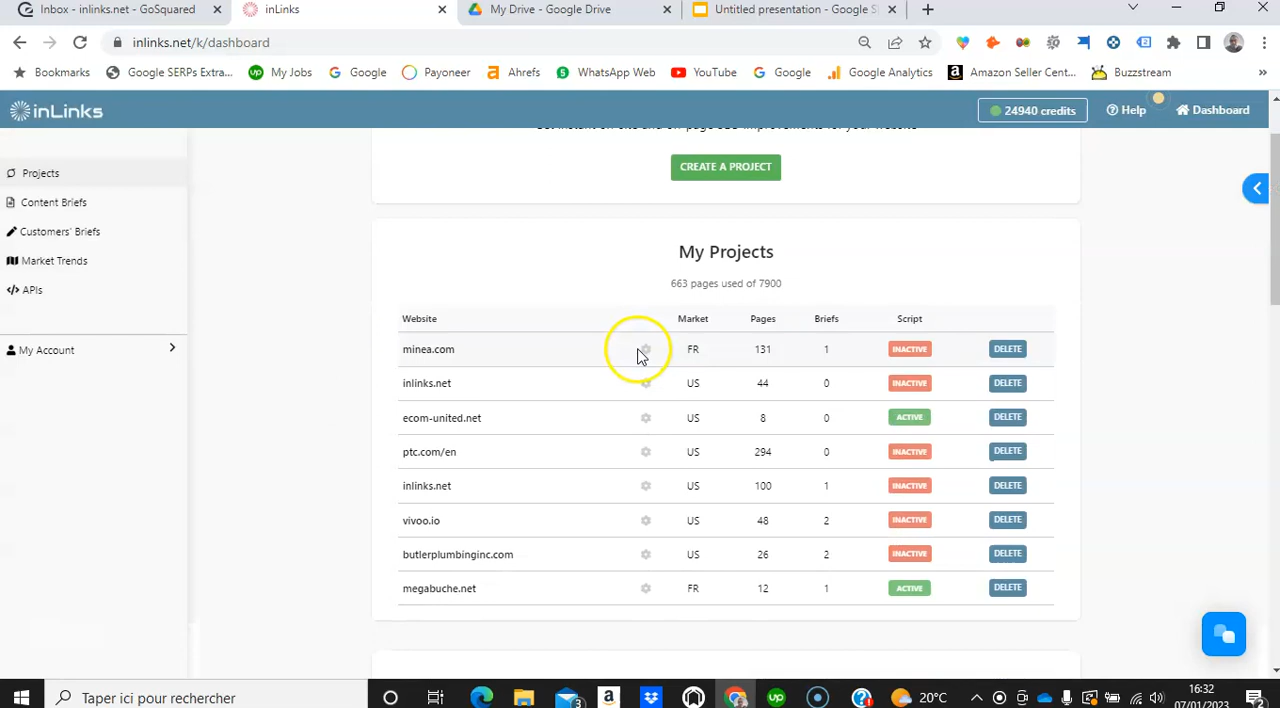 Inbox - inlinks.net - GoSquared
inLinks
My Drive - Google Drive
Untitled presentation - Google S
inlinks.net/k/dashboard
Bookmarks
Google SERPs Extra...
My Jobs
Google
Payoneer
Ahrefs
WhatsApp Web
YouTube
Google
Google Analytics
Amazon Seller Cent...
Buzzstream
inLinks
24940 credits
Help
Dashboard
Projects
Content Briefs
Customers' Briefs
Market Trends
</> APIs
My Account
CREATE A PROJECT
My Projects
663 pages used of 7900
Website Market Pages Briefs Script
minea.com FR 131 1 INACTIVE DELETE
inlinks.net US 44 0 INACTIVE DELETE
ecom-united.net US 8 0 ACTIVE DELETE
ptc.com/en US 294 0 INACTIVE DELETE
inlinks.net US 100 1 INACTIVE DELETE
vivoo.io US 48 2 INACTIVE DELETE
butlerplumbinginc.com US 26 2 INACTIVE DELETE
megabuche.net FR 12 1 ACTIVE DELETE
Taper ici pour rechercher
20°C
16:32
07/01/2023